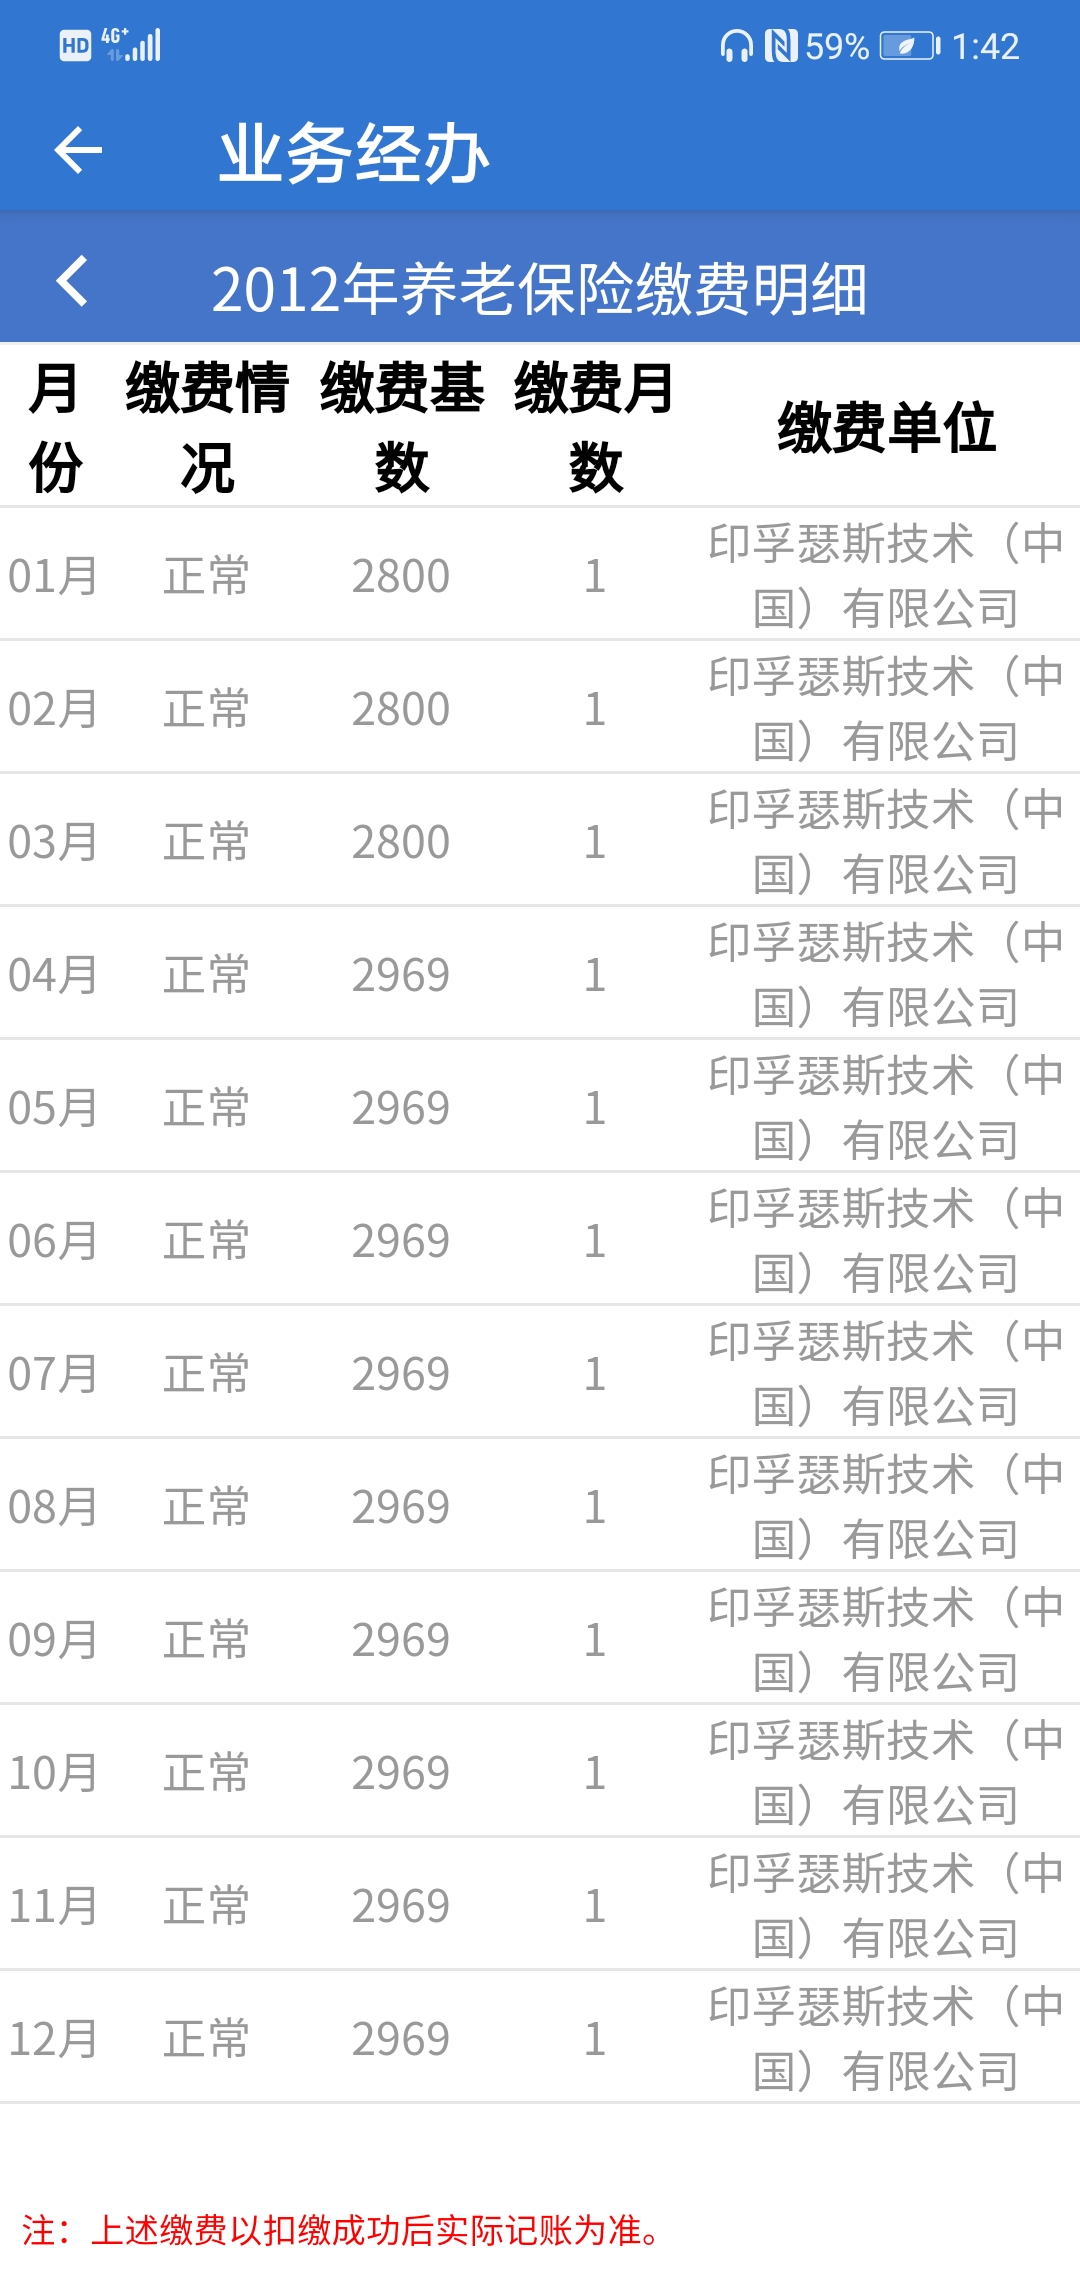 HD 4G+ 59% 1:42
业务经办
2012年养老保险缴费明细
月份 缴费情况 缴费基数 缴费月数 缴费单位
01月 正常 2800 1 印孚瑟斯技术（中国）有限公司
02月 正常 2800 1 印孚瑟斯技术（中国）有限公司
03月 正常 2800 1 印孚瑟斯技术（中国）有限公司
04月 正常 2969 1 印孚瑟斯技术（中国）有限公司
05月 正常 2969 1 印孚瑟斯技术（中国）有限公司
06月 正常 2969 1 印孚瑟斯技术（中国）有限公司
07月 正常 2969 1 印孚瑟斯技术（中国）有限公司
08月 正常 2969 1 印孚瑟斯技术（中国）有限公司
09月 正常 2969 1 印孚瑟斯技术（中国）有限公司
10月 正常 2969 1 印孚瑟斯技术（中国）有限公司
11月 正常 2969 1 印孚瑟斯技术（中国）有限公司
12月 正常 2969 1 印孚瑟斯技术（中国）有限公司
注：上述缴费以扣缴成功后实际记账为准。